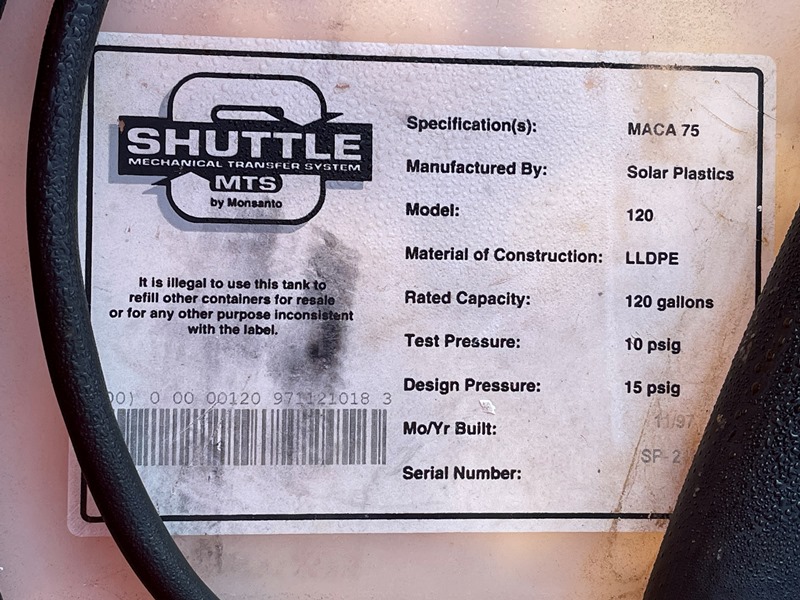 SHUTTLE
MECHANICAL TRANSFER SYSTEM
MTS
by Monsanto
It is illegal to use this tank to
refill other containers for resale
or for any other purpose inconsistent
with the label.
00) 0 00 00120 971121018 3
Specification(s): MACA 75
Manufactured By: Solar Plastics
Model: 120
Material of Construction: LLDPE
Rated Capacity: 120 gallons
Test Pressure: 10 psig
Design Pressure: 15 psig
Mo/Yr Built: 11/97
Serial Number: SP-2